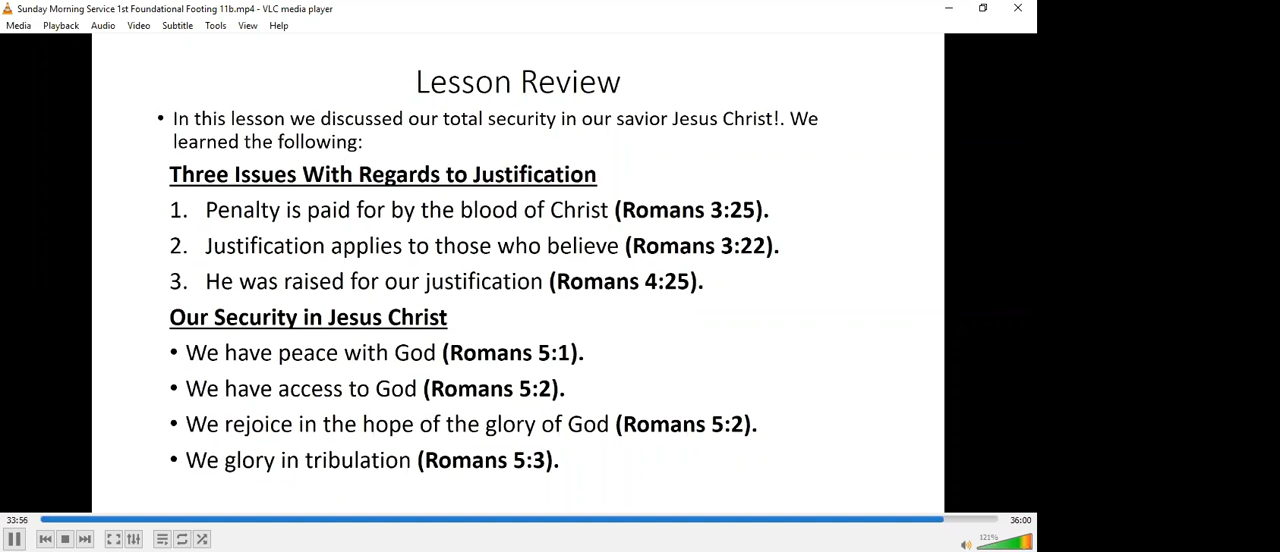 Sunday Morning Service 1st Foundational Footing 11b.mp4 - VLC media player
Media Playback Audio Video Subtitle Tools View Help
Lesson Review
• In this lesson we discussed our total security in our savior Jesus Christ!. We
learned the following:
Three Issues With Regards to Justification
1. Penalty is paid for by the blood of Christ (Romans 3:25).
2. Justification applies to those who believe (Romans 3:22).
3. He was raised for our justification (Romans 4:25).
Our Security in Jesus Christ
• We have peace with God (Romans 5:1).
• We have access to God (Romans 5:2).
• We rejoice in the hope of the glory of God (Romans 5:2).
• We glory in tribulation (Romans 5:3).
33:56 36:00
121%